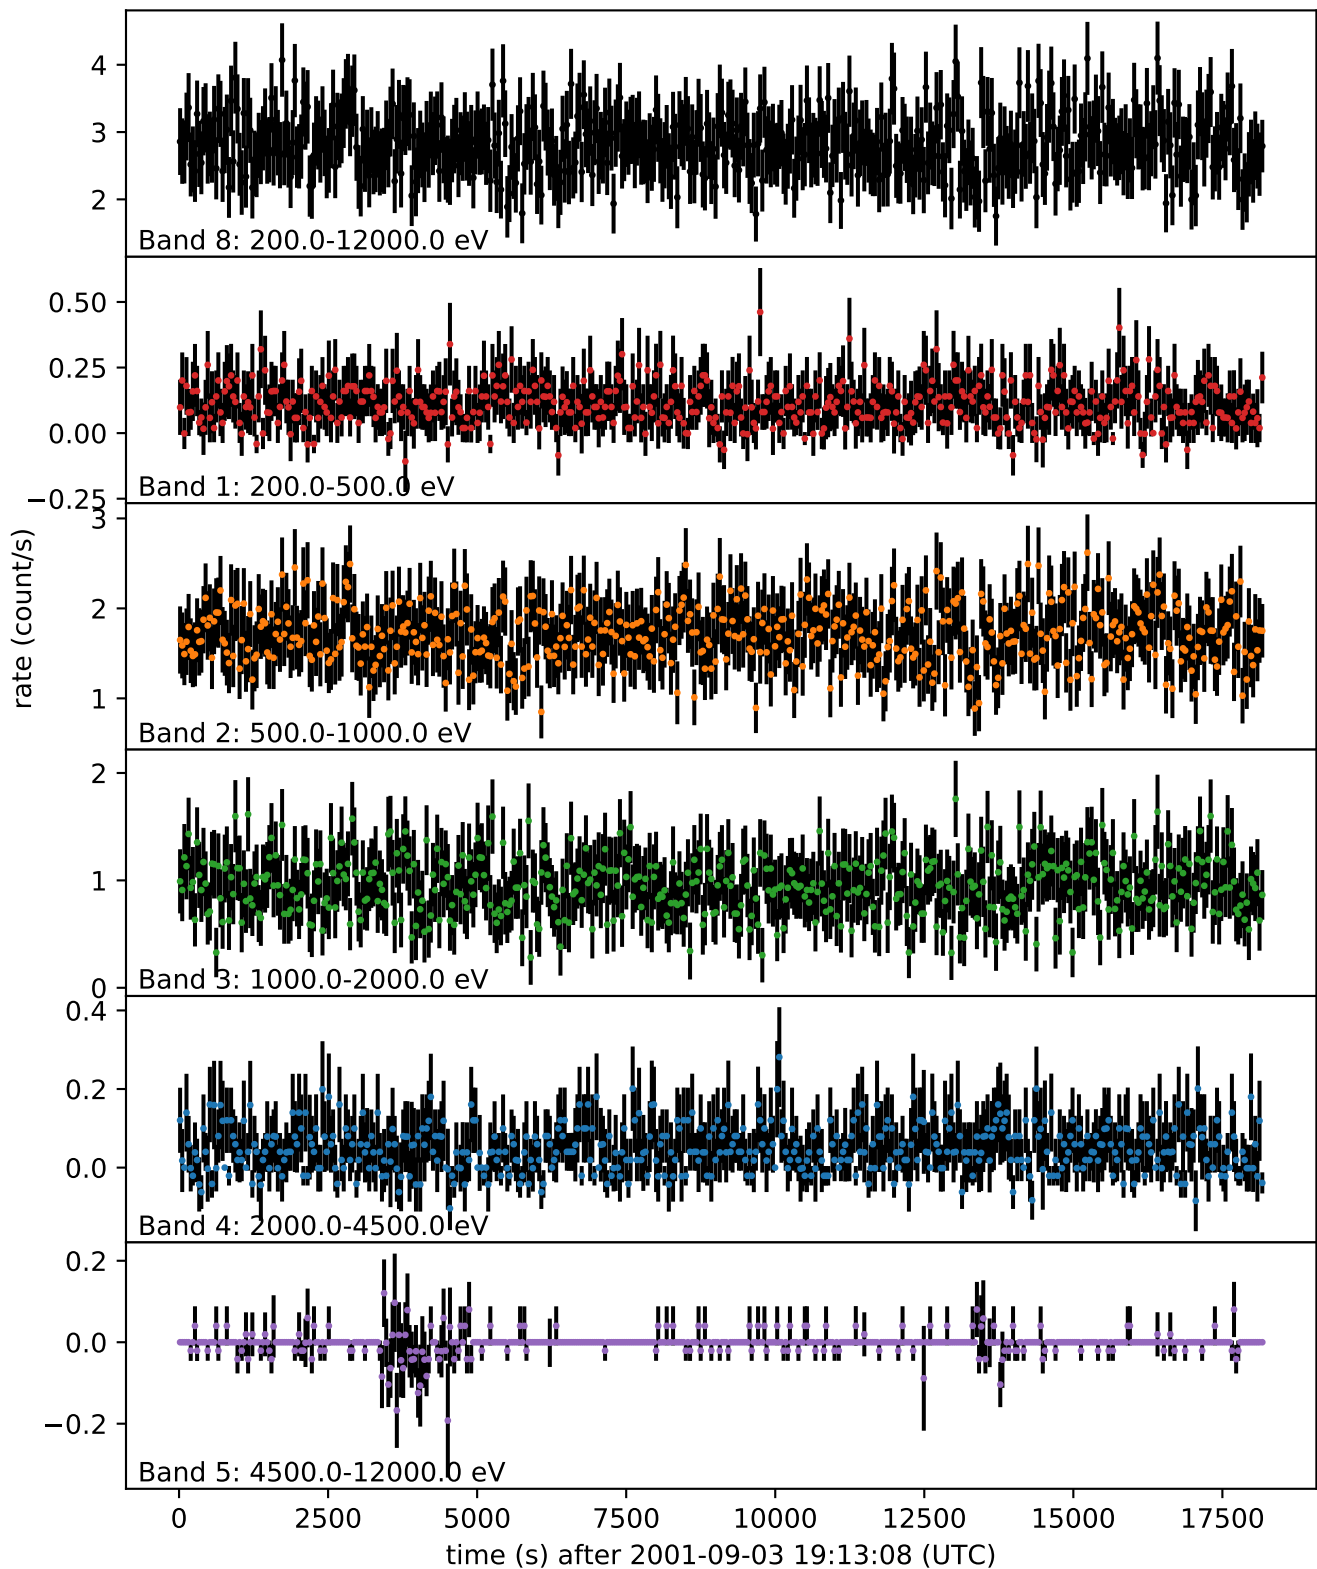 4
3
2
Band 8: 200.0-12000.0 eV
0.50
0.25
0.00
−0.25
Band 1: 200.0-500.0 eV
3
2
1
Band 2: 500.0-1000.0 eV
rate (count/s)
2
1
0
Band 3: 1000.0-2000.0 eV
0.4
0.2
0.0
Band 4: 2000.0-4500.0 eV
0.2
0.0
−0.2
Band 5: 4500.0-12000.0 eV
0 2500 5000 7500 10000 12500 15000 17500
time (s) after 2001-09-03 19:13:08 (UTC)